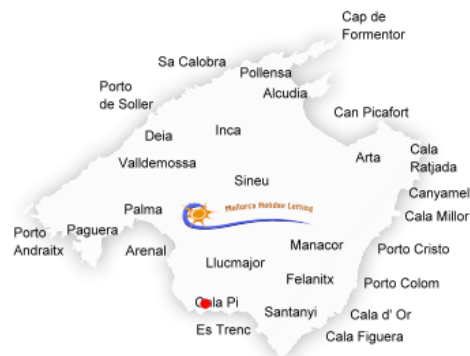 Cap de
Formentor
Sa Calobra
Pollensa
Alcudia
Porto
de Soller
Can Picafort
Inca
Deia
Cala
Ratjada
Arta
Valldemossa
Sineu
Canyamel
Palma
Mallorca Holiday Letting
Cala Millor
Porto
Andraitx
Paguera
Arenal
Manacor
Porto Cristo
Llucmajor
Felanitx
Porto Colom
Cala Pi
Santanyi
Cala d' Or
Es Trenc
Cala Figuera